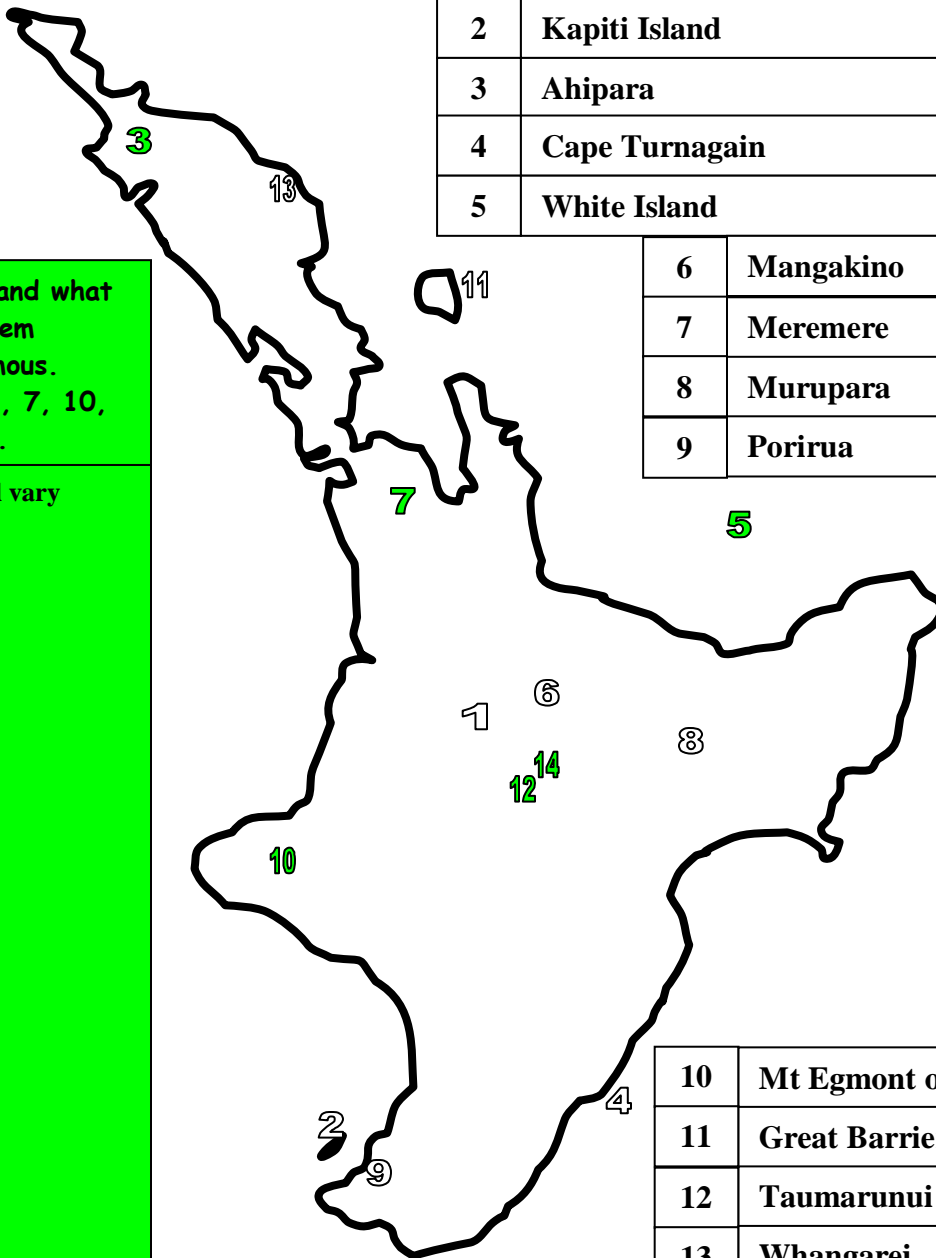 2 Kapiti Island
3 Ahipara
4 Cape Turnagain
5 White Island
6 Mangakino
7 Meremere
8 Murupara
9 Porirua
and what
em
nous.
, 7, 10,
.
vary
3
13
11
7
5
6
1
8
14
12
10
4
2
9
10 Mt Egmont o
11 Great Barrie
12 Taumarunui
13 Whangarei